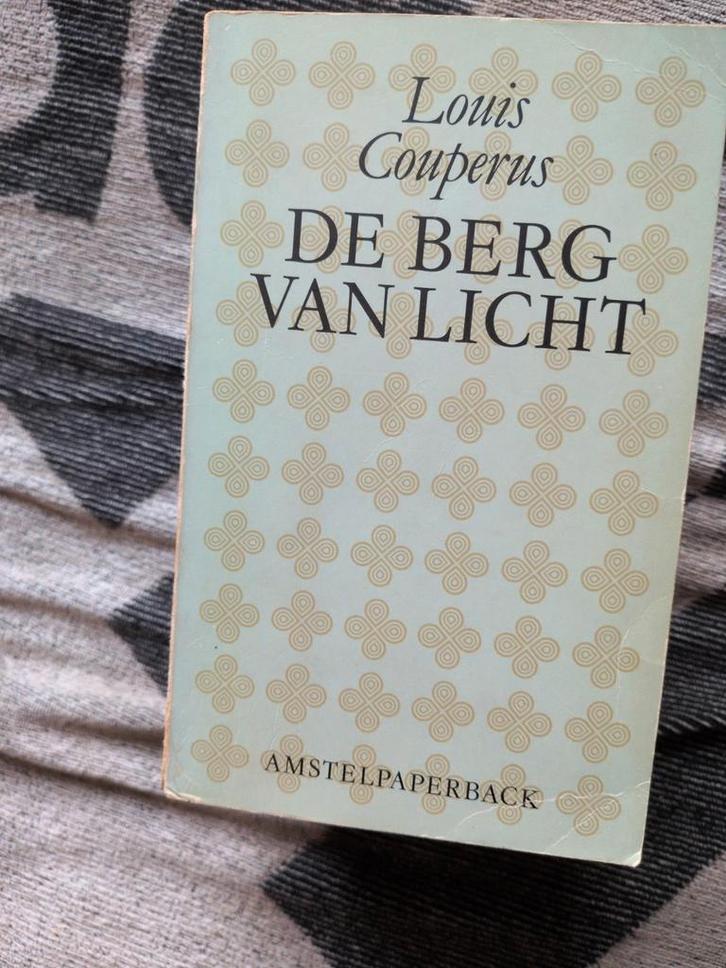 Louis
Couperus
DE BERG
VAN LICHT
AMSTELPAPERBACK